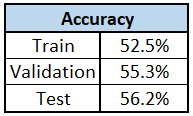 Accuracy
Train 52.5%
Validation 55.3%
Test 56.2%